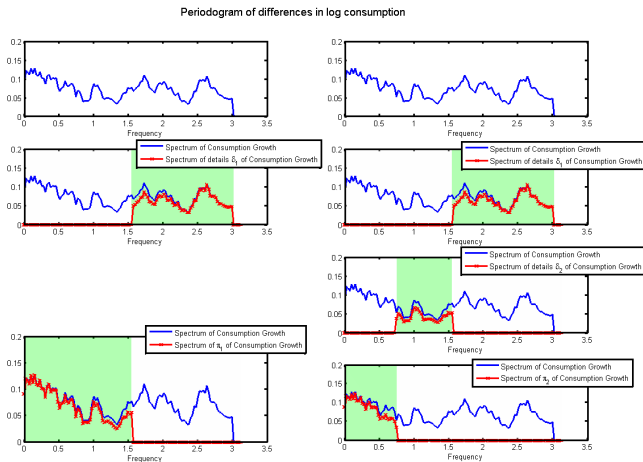 Periodogram of differences in log consumption
0.2
0.15
0.1
0.05
0
0 0.5 1 1.5 2 2.5 3 3.5
Frequency
0.2
0.15
0.1
0.05
0
0 0.5 1 1.5 2 2.5 3 3.5
Frequency
Spectrum of Consumption Growth
Spectrum of details δ1 of Consumption Growth
0.2
0.15
0.1
0.05
0
0 0.5 1 1.5 2 2.5 3 3.5
Frequency
Spectrum of Consumption Growth
Spectrum of details δ1 of Consumption Growth
0.2
0.15
0.1
0.05
0
0 0.5 1 1.5 2 2.5 3 3.5
Frequency
Spectrum of Consumption Growth
Spectrum of details δ2 of Consumption Growth
0.2
0.15
0.1
0.05
0
0 0.5 1 1.5 2 2.5 3 3.5
Frequency
Spectrum of Consumption Growth
Spectrum of π1 of Consumption Growth
0.2
0.15
0.1
0.05
0
0 0.5 1 1.5 2 2.5 3 3.5
Frequency
Spectrum of Consumption Growth
Spectrum of π2 of Consumption Growth
0.2
0.15
0.1
0.05
0
0 0.5 1 1.5 2 2.5 3 3.5
Frequency